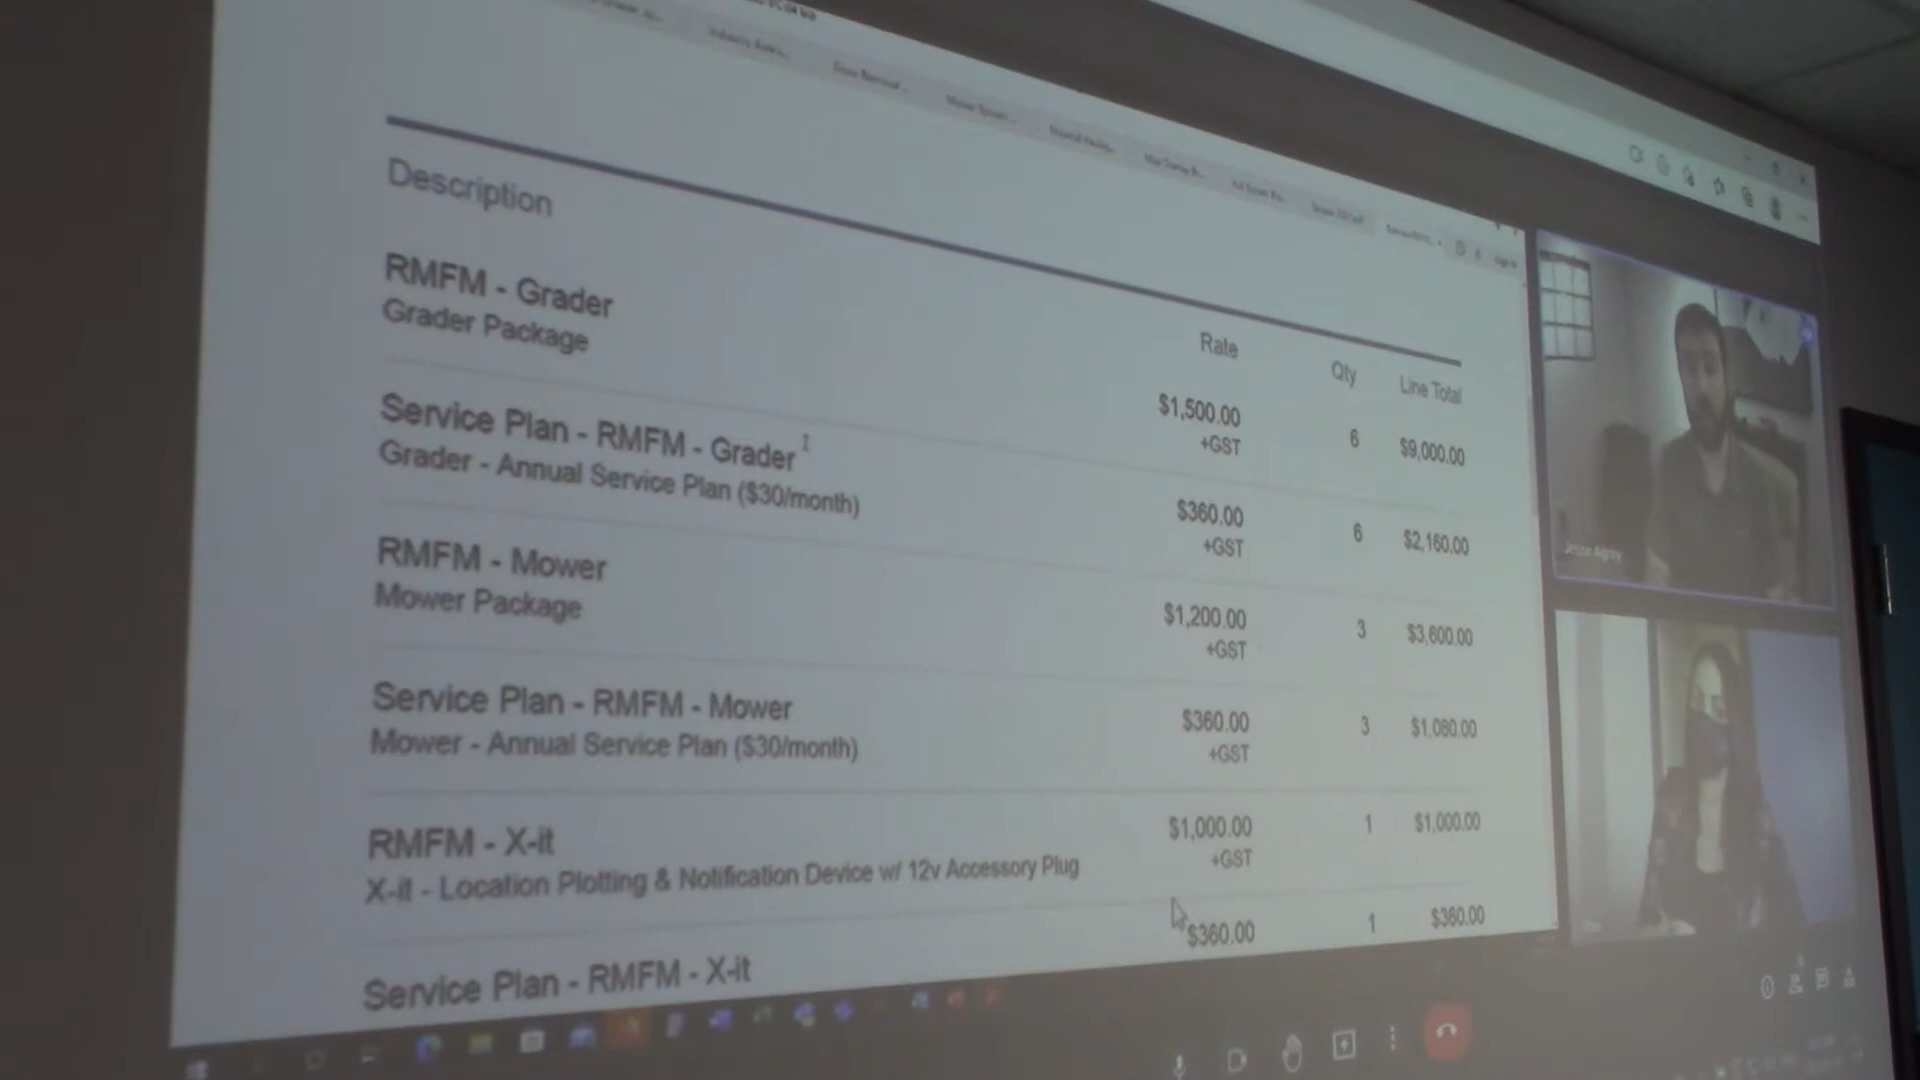 Description
Rate
Qty
Line Total
RMFM - Grader
Grader Package
$1,500.00
+GST
6
$9,000.00
Service Plan - RMFM - Grader
Grader - Annual Service Plan ($30/month)
$360.00
+GST
6
$2,160.00
RMFM - Mower
Mower Package
$1,200.00
+GST
3
$3,600.00
Service Plan - RMFM - Mower
Mower - Annual Service Plan ($30/month)
$360.00
+GST
3
$1,080.00
RMFM - X-it
X-it - Location Plotting & Notification Device w/ 12v Accessory Plug
$1,000.00
+GST
1
$1,000.00
Service Plan - RMFM - X-it
$360.00
1
$360.00